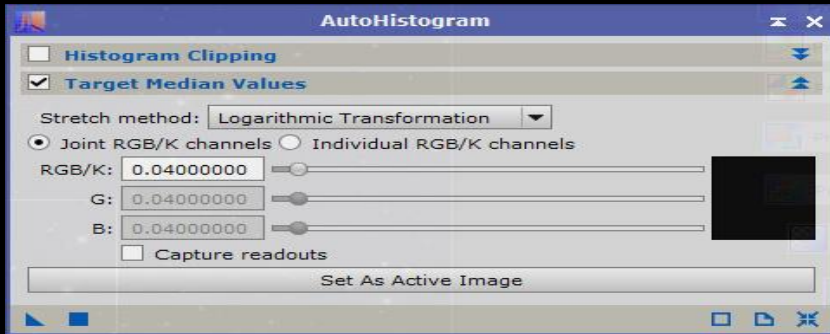 AutoHistogram
Histogram Clipping
Target Median Values
Stretch method: Logarithmic Transformation
Joint RGB/K channels Individual RGB/K channels
RGB/K: 0.04000000
G: 0.04000000
B: 0.04000000
Capture readouts
Set As Active Image